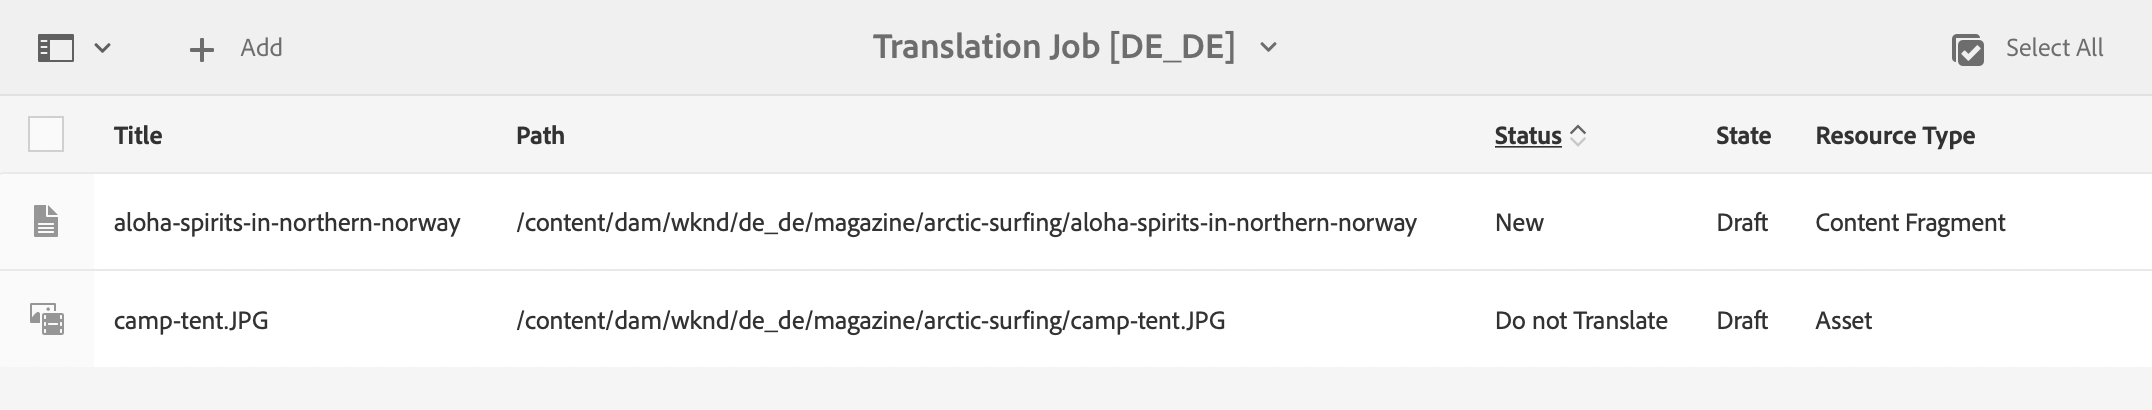 Add
Translation Job [DE_DE]
Select All
Title Path Status State Resource Type
aloha-spirits-in-northern-norway /content/dam/wknd/de_de/magazine/arctic-surfing/aloha-spirits-in-northern-norway New Draft Content Fragment
camp-tent.JPG /content/dam/wknd/de_de/magazine/arctic-surfing/camp-tent.JPG Do not Translate Draft Asset